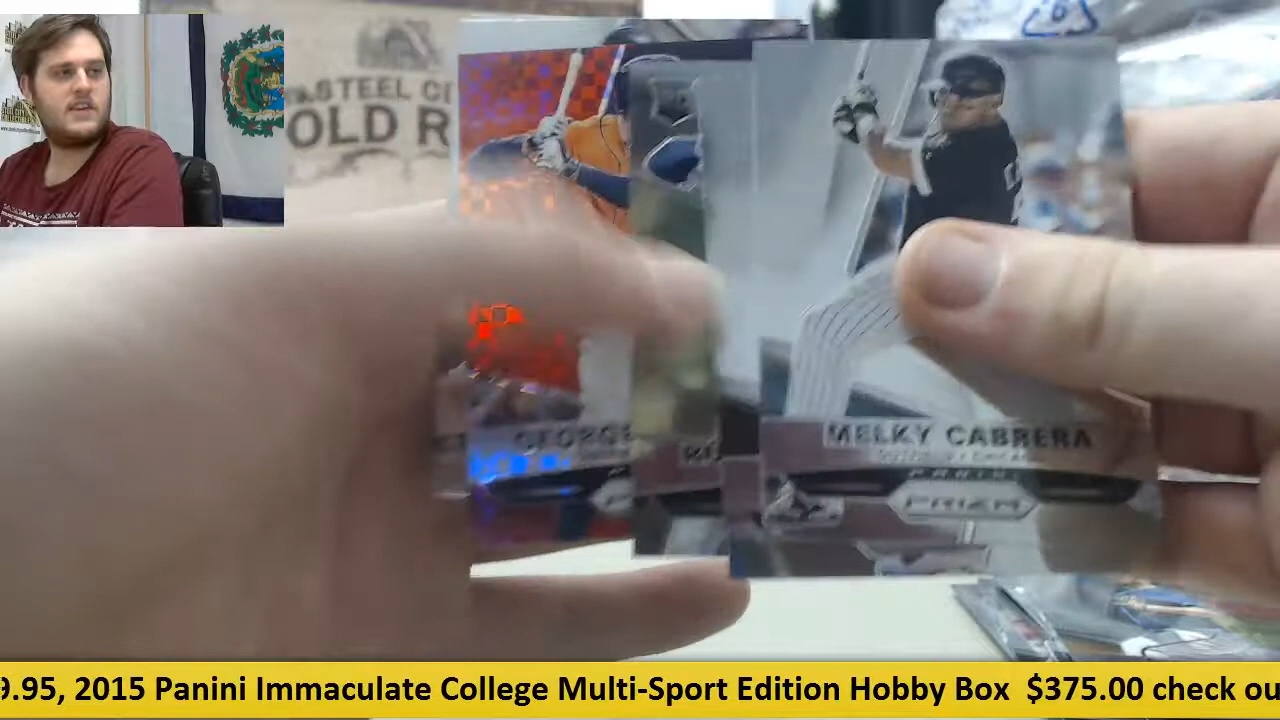 STEEL CI
OLD R
GEORGE
MELKY CABRERA
PRIZM
9.95, 2015 Panini Immaculate College Multi-Sport Edition Hobby Box $375.00 check ou